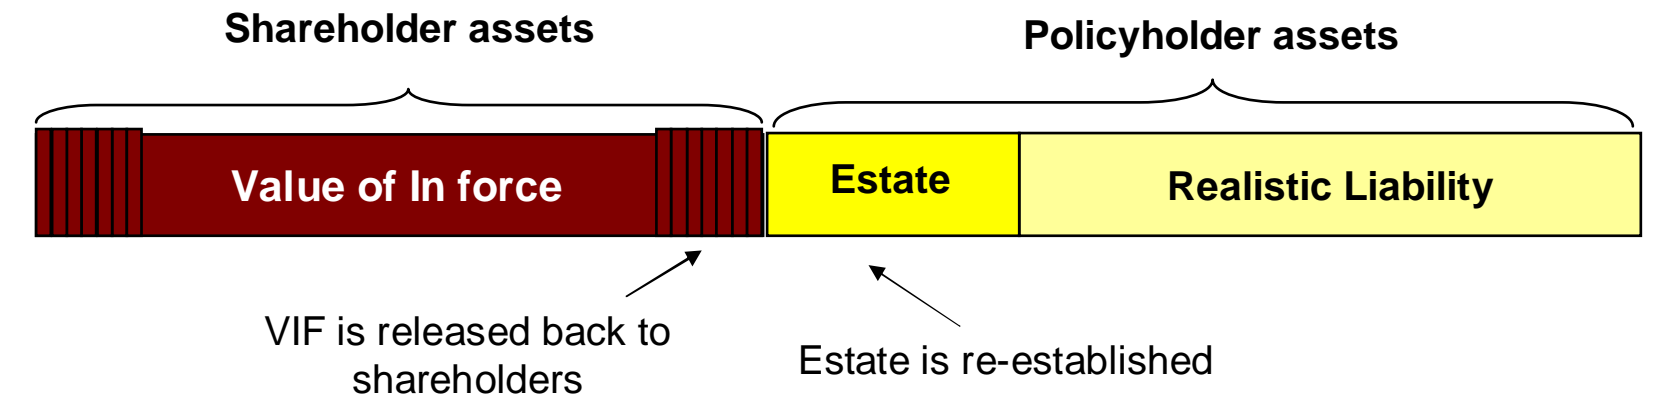 Shareholder assets
Policyholder assets
Value of In force
Estate
Realistic Liability
VIF is released back to
shareholders
Estate is re-established